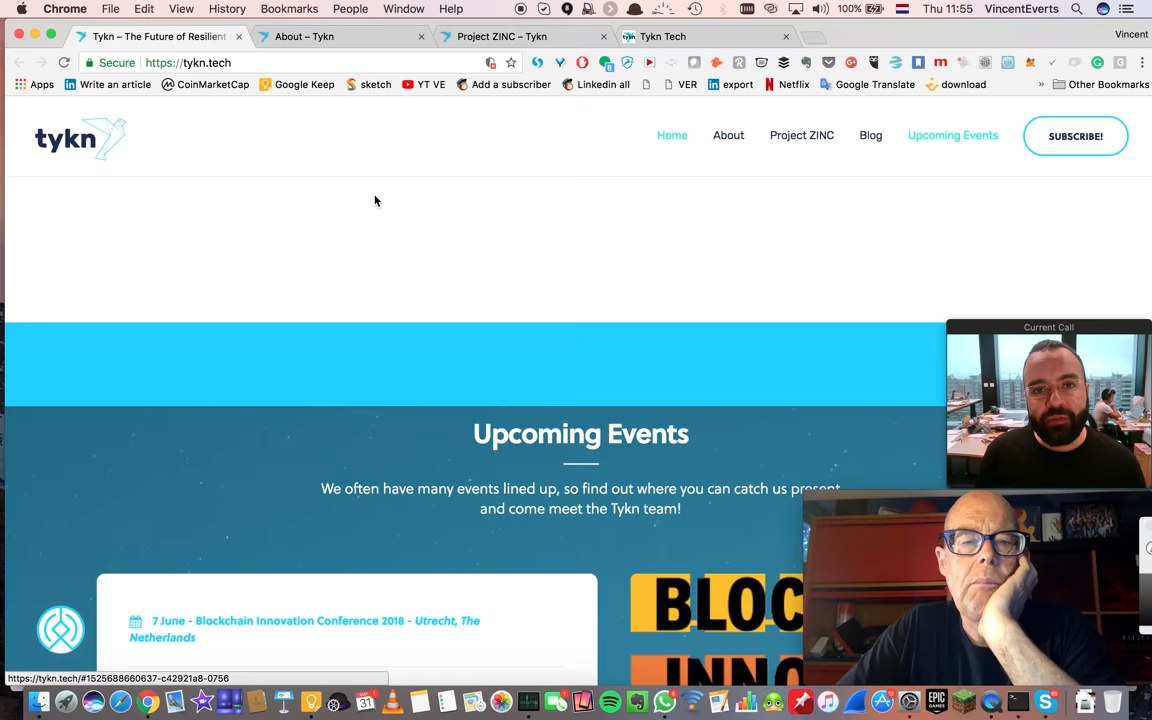 Chrome File Edit View History Bookmarks People Window Help 100% Thu 11:55 VincentEverts
Tykn – The Future of Resilient About – Tykn Project ZINC – Tykn Tykn Tech Vincent
Secure https://tykn.tech
Apps Write an article CoinMarketCap Google Keep sketch YT VE Add a subscriber Linkedin all VER export Netflix Google Translate download » Other Bookmarks
tykn Home About Project ZINC Blog Upcoming Events SUBSCRIBE!
Current Call
Upcoming Events
We often have many events lined up, so find out where you can catch us present
and come meet the Tykn team!
7 June - Blockchain Innovation Conference 2018 - Utrecht, The
Netherlands
BLOC
INNO
https://tykn.tech/#1525688660637-c42921a8-0756
31
EPIC
GAMES